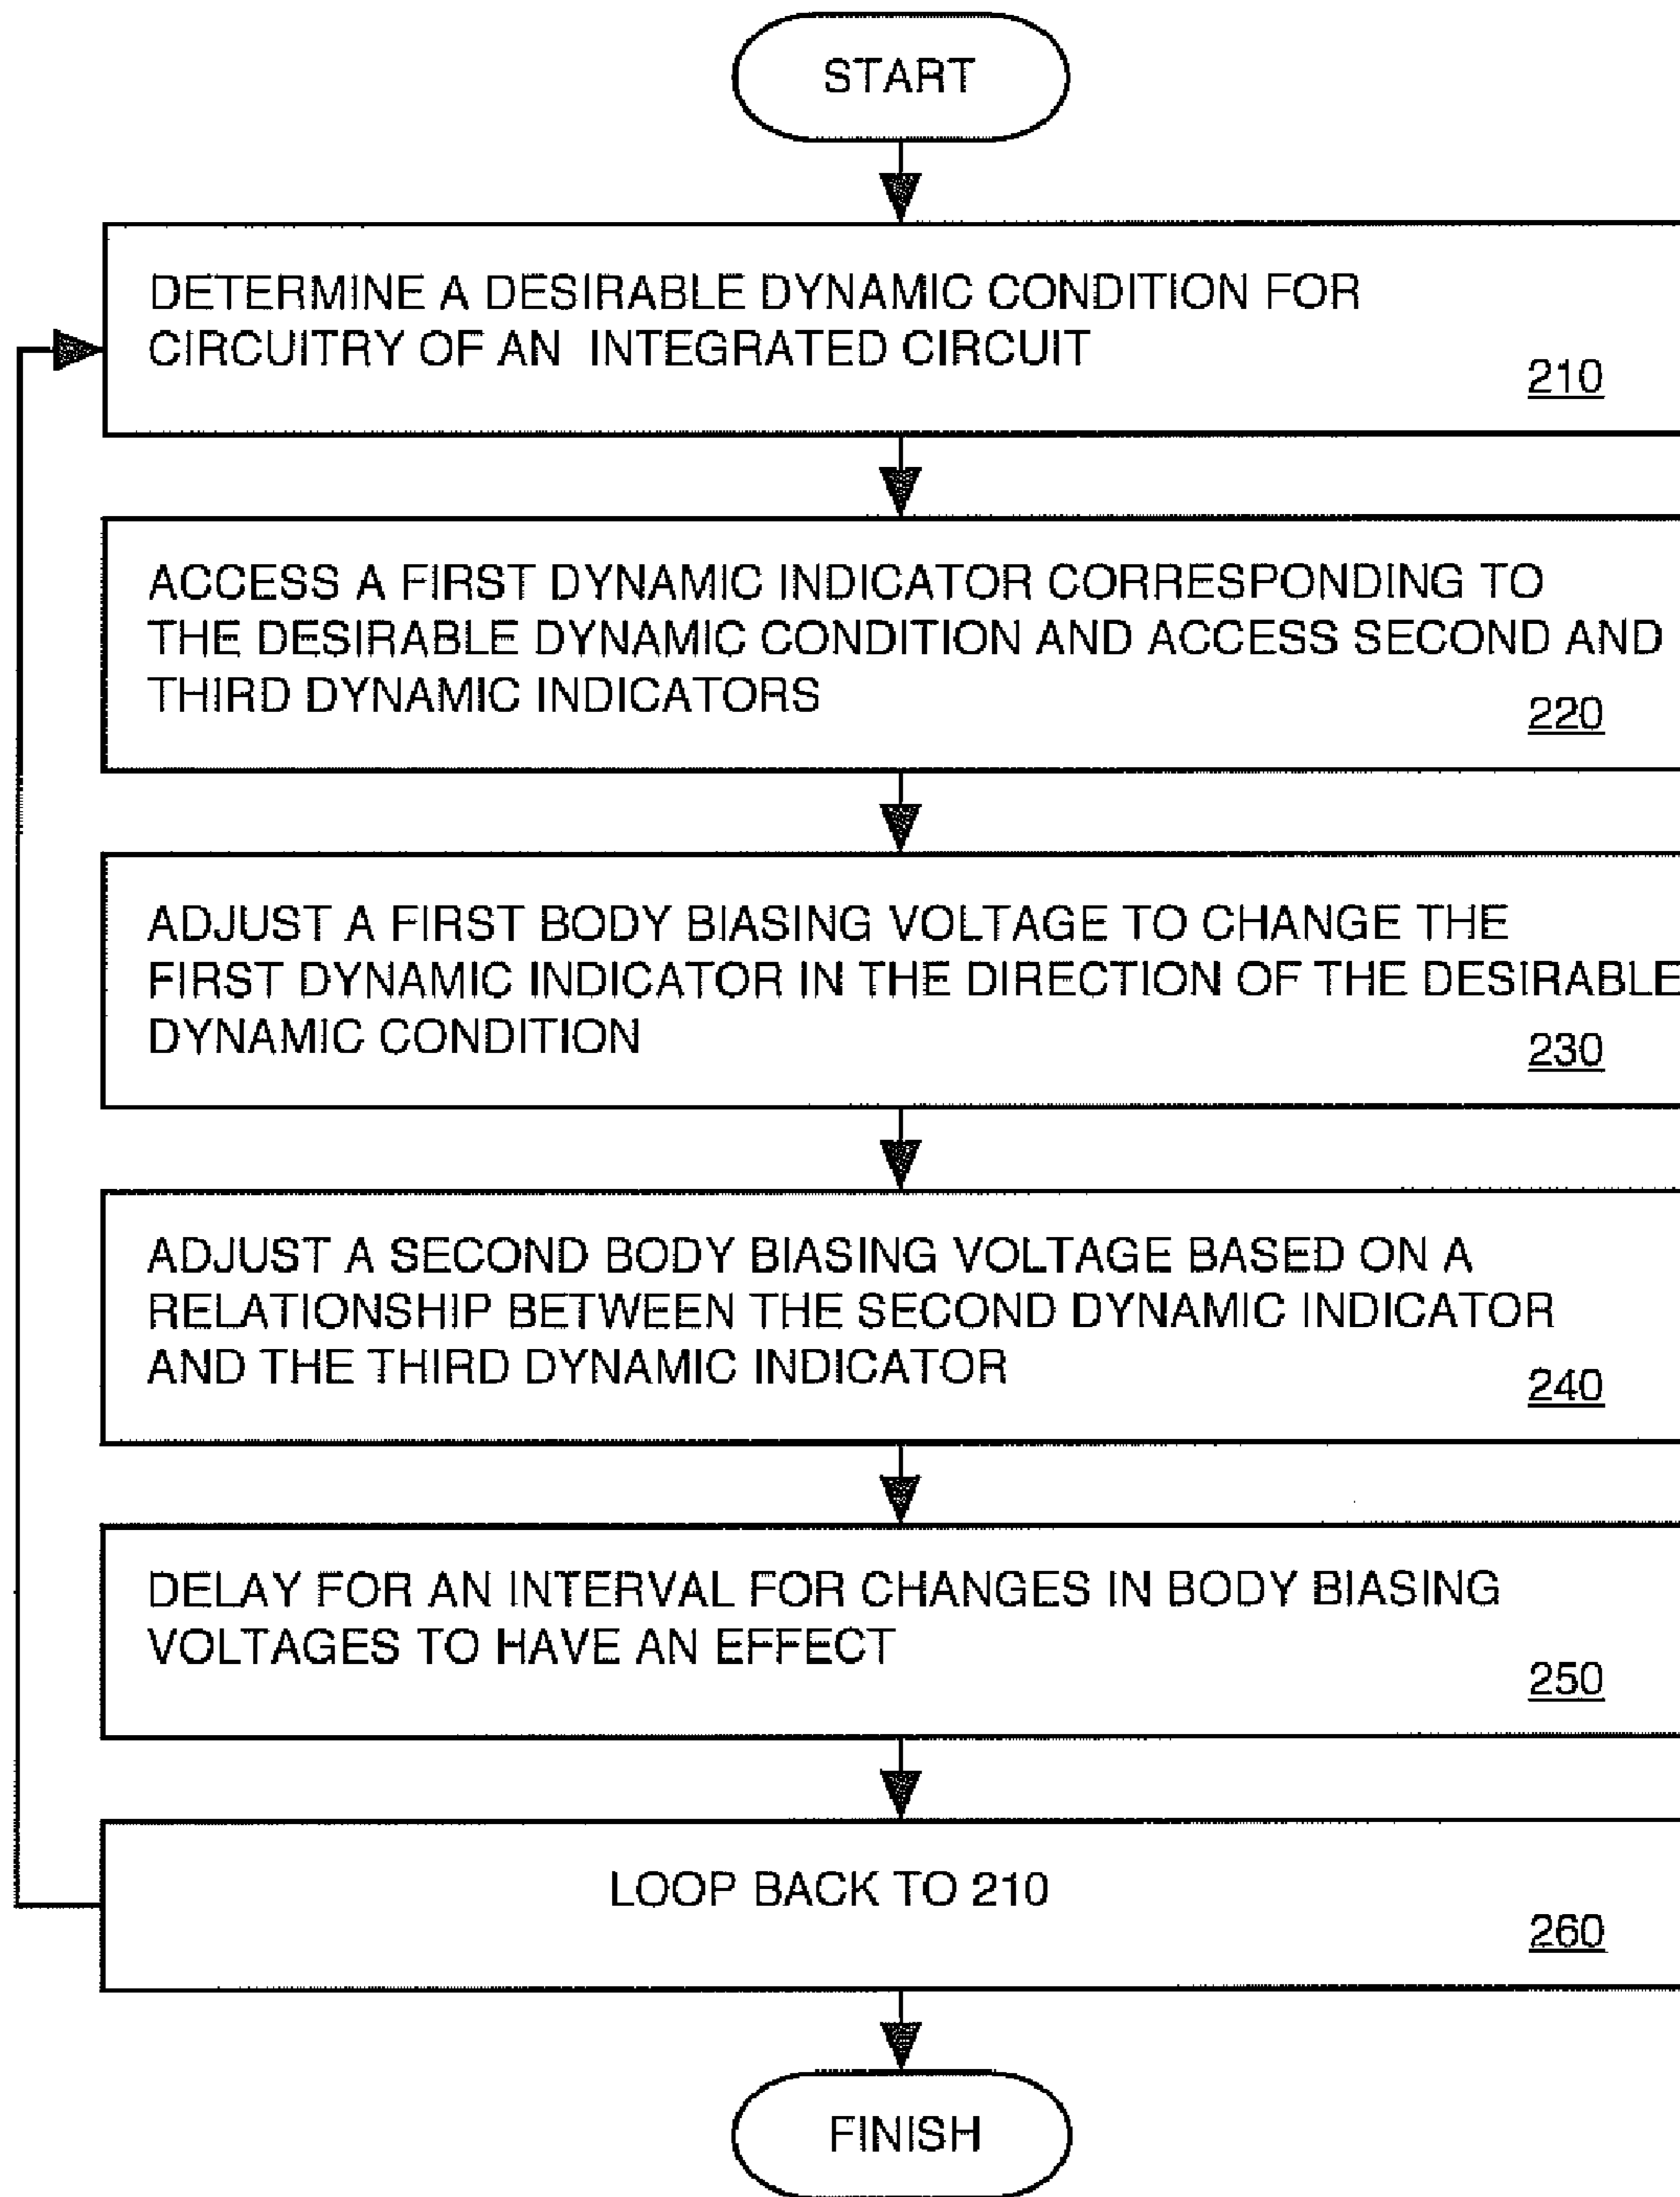 START
DETERMINE A DESIRABLE DYNAMIC CONDITION FOR
CIRCUITRY OF AN INTEGRATED CIRCUIT
210
ACCESS A FIRST DYNAMIC INDICATOR CORRESPONDING TO
THE DESIRABLE DYNAMIC CONDITION AND ACCESS SECOND AND
THIRD DYNAMIC INDICATORS
220
ADJUST A FIRST BODY BIASING VOLTAGE TO CHANGE THE
FIRST DYNAMIC INDICATOR IN THE DIRECTION OF THE DESIRABLE
DYNAMIC CONDITION
230
ADJUST A SECOND BODY BIASING VOLTAGE BASED ON A
RELATIONSHIP BETWEEN THE SECOND DYNAMIC INDICATOR
AND THE THIRD DYNAMIC INDICATOR
240
DELAY FOR AN INTERVAL FOR CHANGES IN BODY BIASING
VOLTAGES TO HAVE AN EFFECT
250
LOOP BACK TO 210
260
FINISH